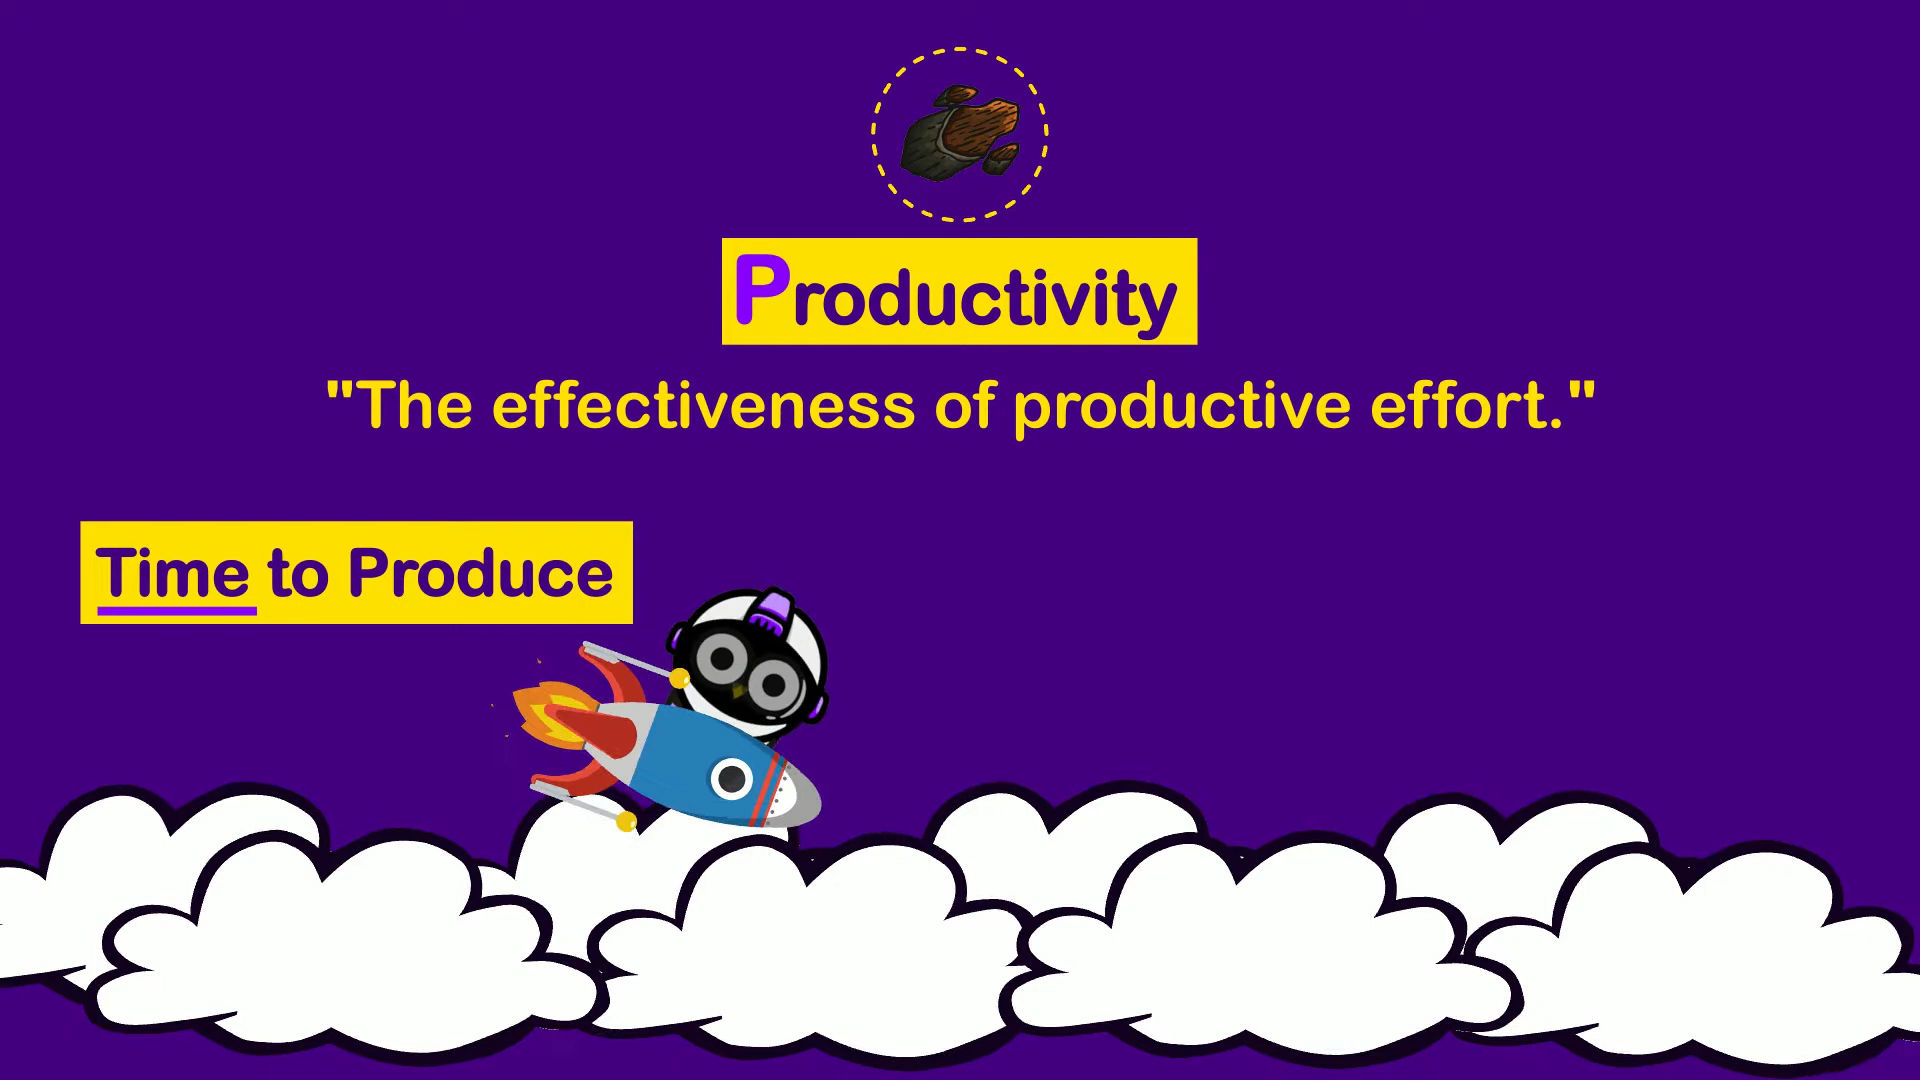 Productivity
"The effectiveness of productive effort."
Time to Produce